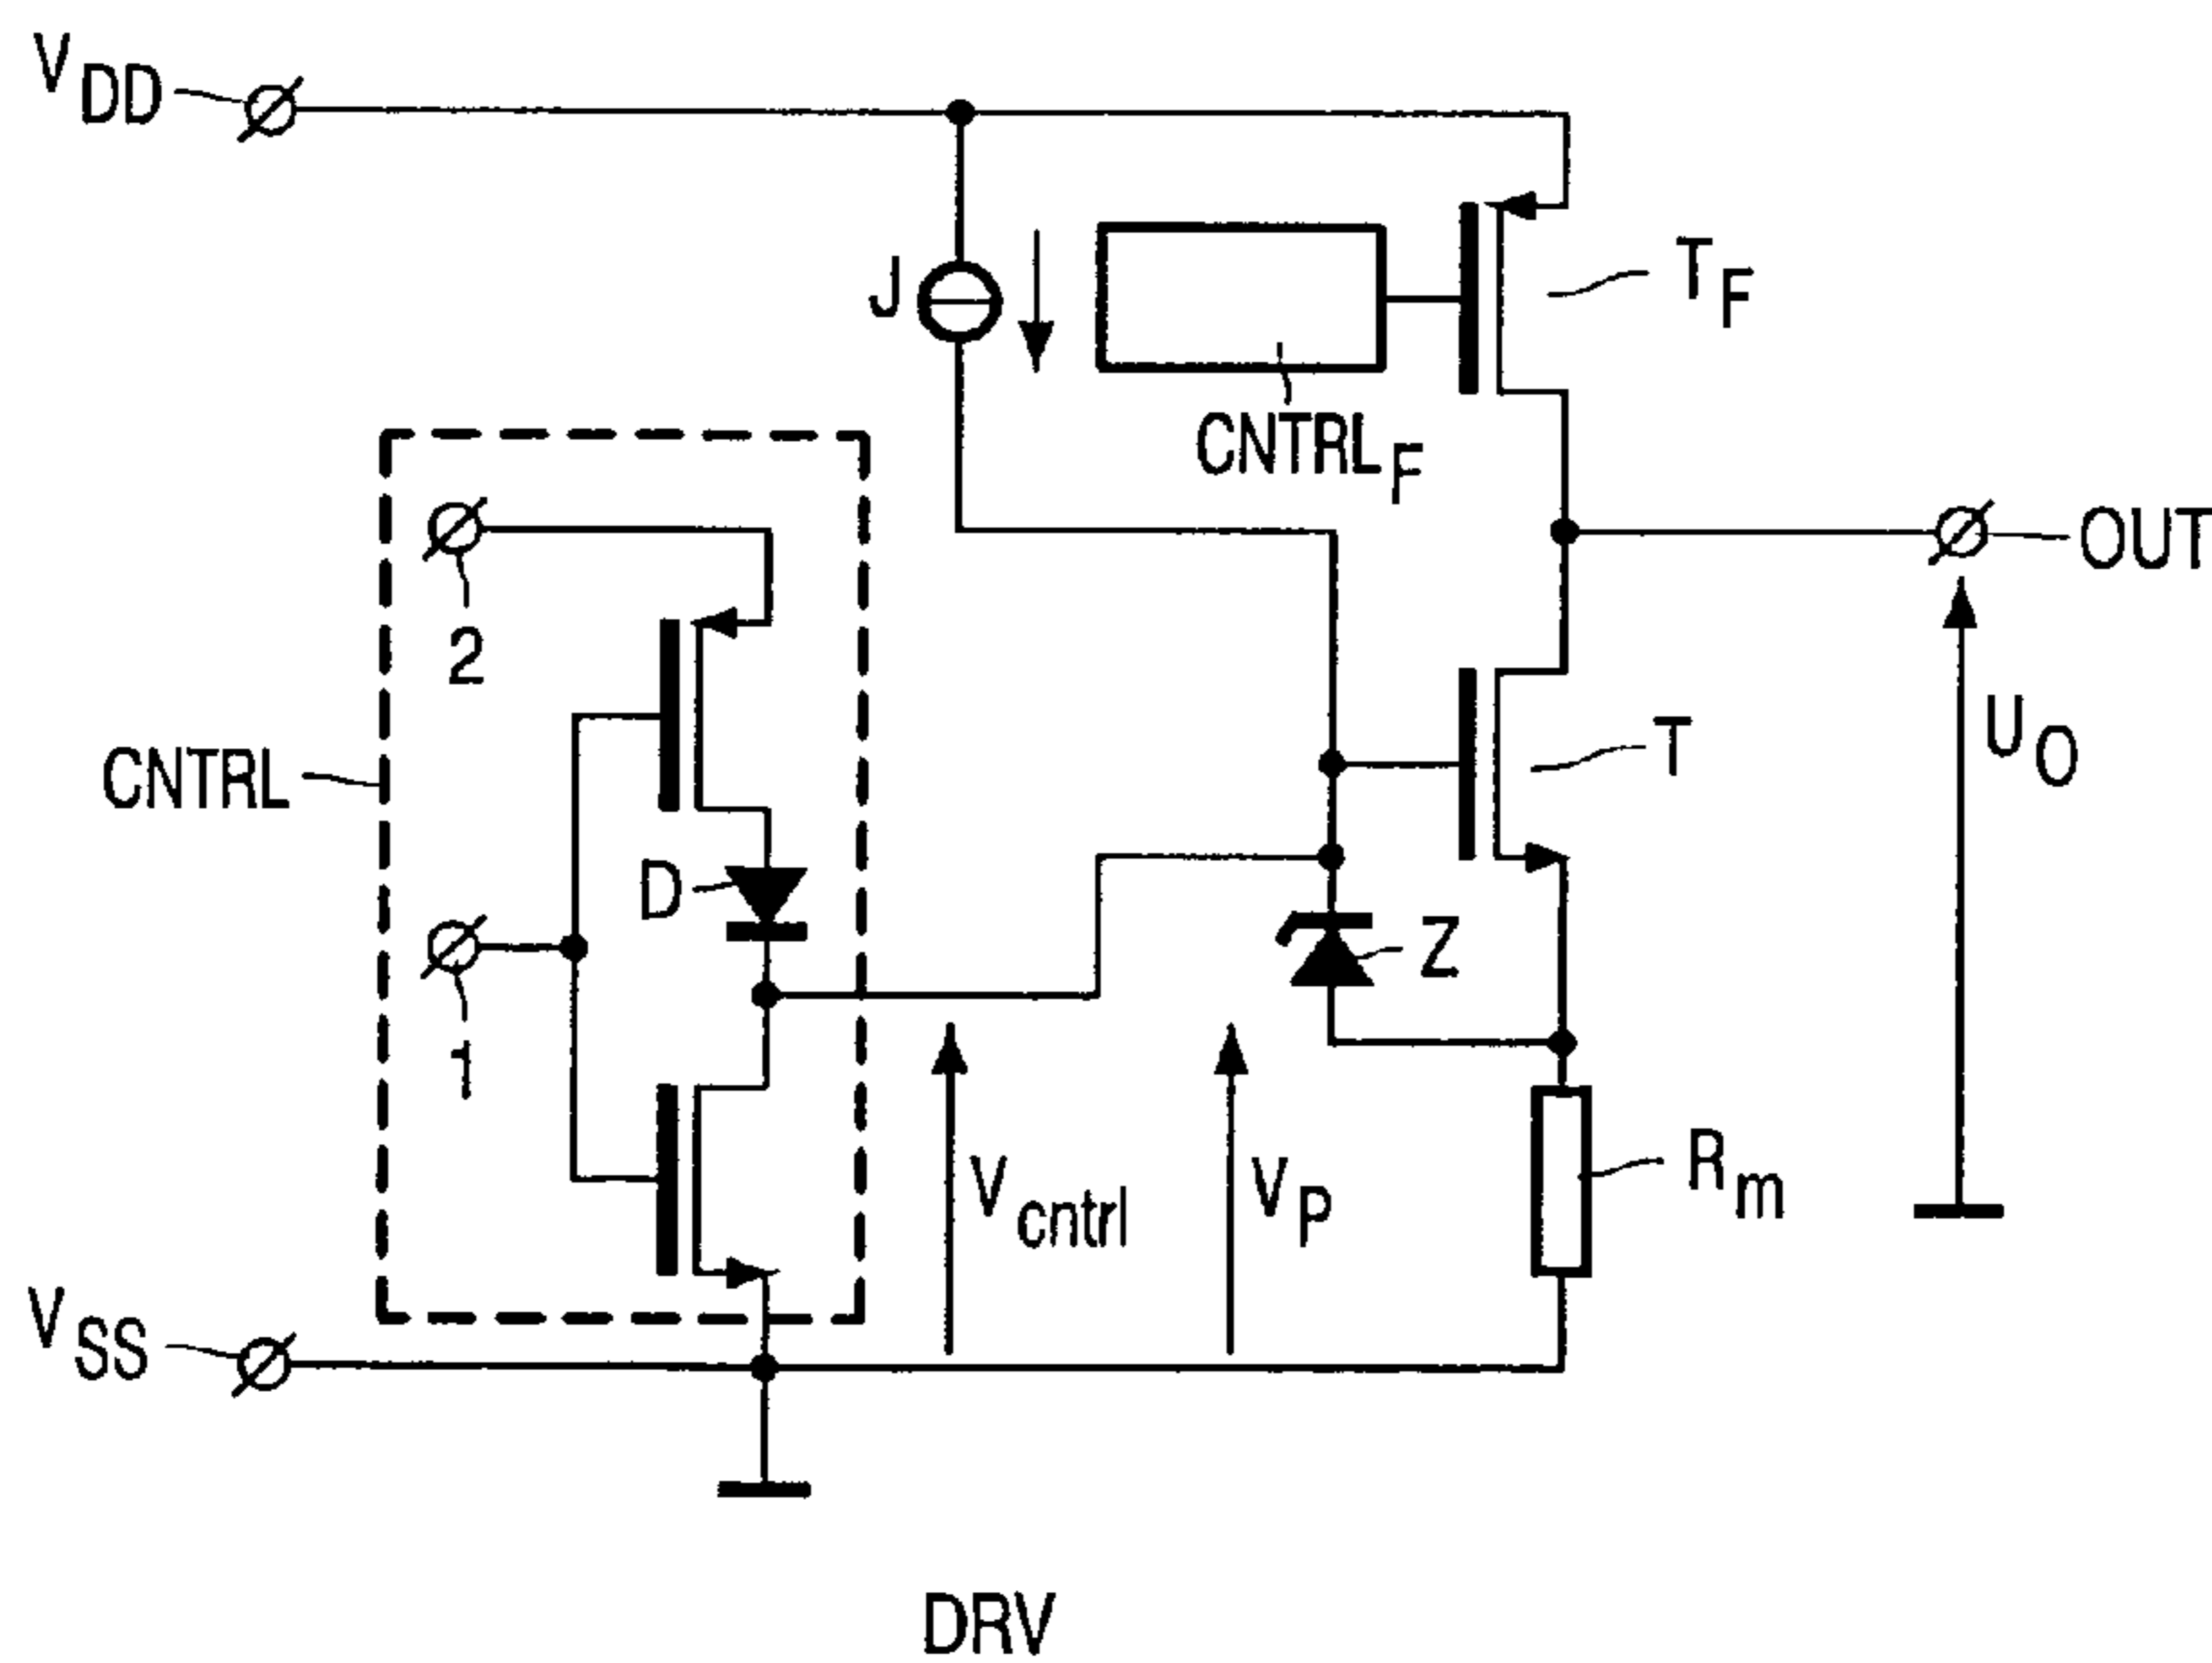 VDD
J
TF
CNTRLF
OUT
2
CNTRL
T
UO
D
Z
1
Vcntrl
VP
Rm
VSS
DRV